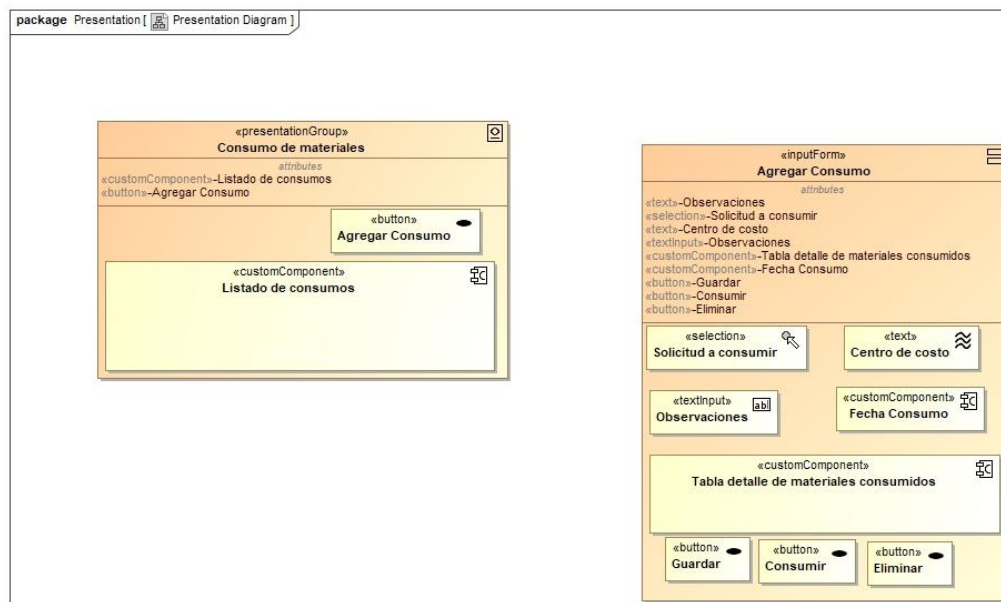 package Presentation [ Presentation Diagram ]
«presentationGroup»
Consumo de materiales
attributes
«customComponent»-Listado de consumos
«button»-Agregar Consumo
«button»
Agregar Consumo
«customComponent»
Listado de consumos
«inputForm»
Agregar Consumo
attributes
«text»-Observaciones
«selection»-Solicitud a consumir
«text»-Centro de costo
«textInput»-Observaciones
«customComponent»-Tabla detalle de materiales consumidos
«customComponent»-Fecha Consumo
«button»-Guardar
«button»-Consumir
«button»-Eliminar
«selection»
Solicitud a consumir
«text»
Centro de costo
«textInput»
Observaciones
ab
«customComponent»
Fecha Consumo
«customComponent»
Tabla detalle de materiales consumidos
«button»
Guardar
«button»
Consumir
«button»
Eliminar